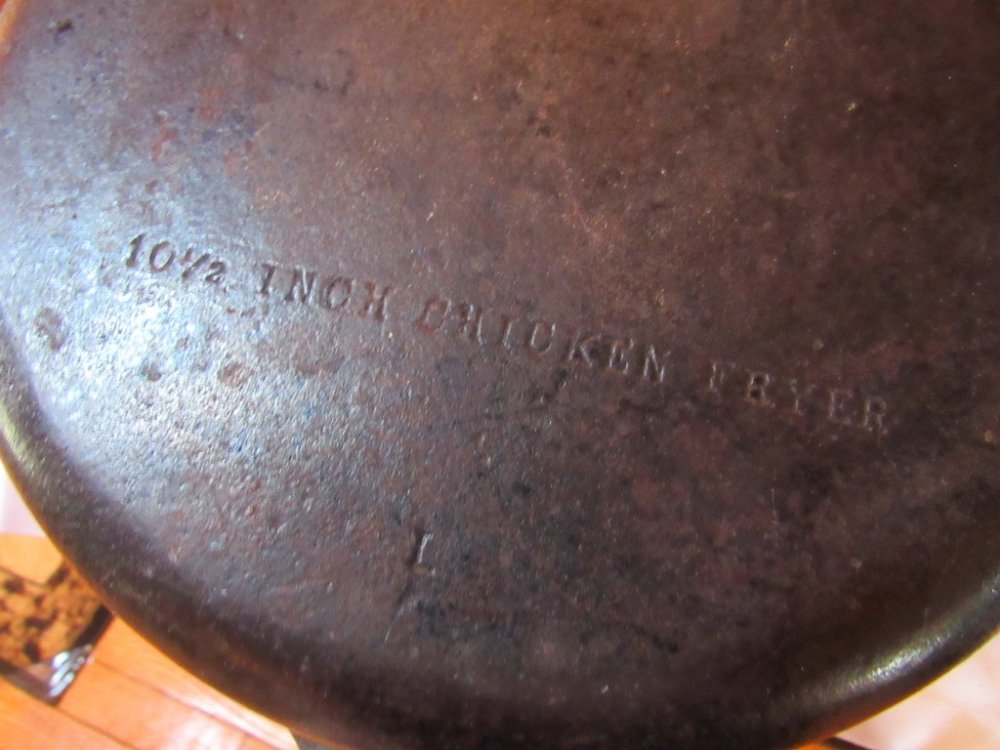 10½ INCH CHICKEN FRYER
L